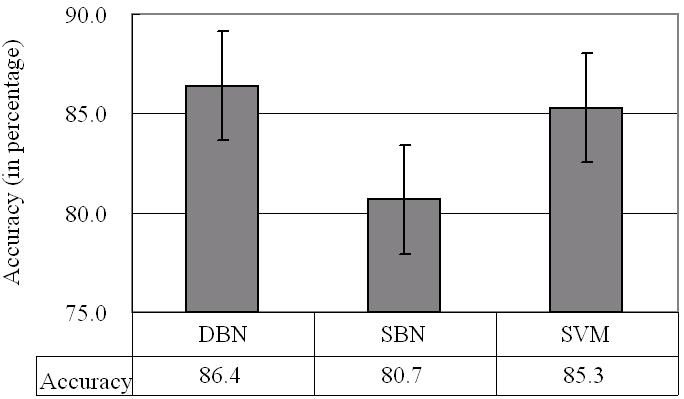 Accuracy (in percentage)
90.0
85.0
80.0
75.0
DBN SBN SVM
Accuracy 86.4 80.7 85.3